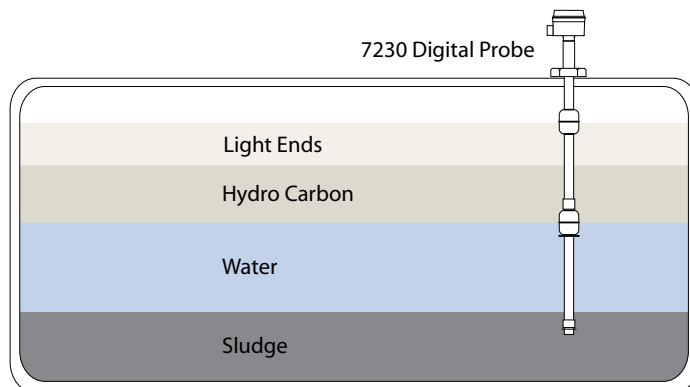 7230 Digital Probe
Light Ends
Hydro Carbon
Water
Sludge